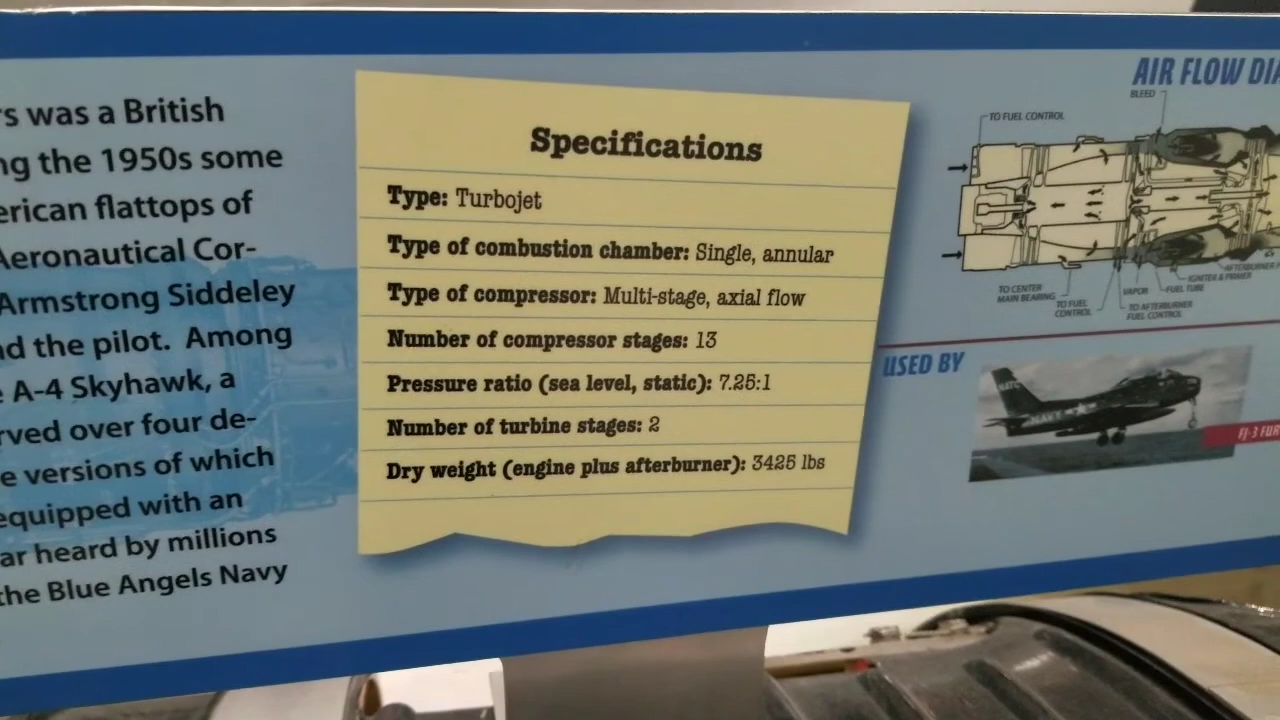 rs was a British
ng the 1950s some
erican flattops of
Aeronautical Cor-
Armstrong Siddeley
nd the pilot. Among
e A-4 Skyhawk, a
rved over four de-
e versions of which
equipped with an
ar heard by millions
the Blue Angels Navy
Specifications
Type: Turbojet
Type of combustion chamber: Single, annular
Type of compressor: Multi-stage, axial flow
Number of compressor stages: 13
Pressure ratio (sea level, static): 7.25:1
Number of turbine stages: 2
Dry weight (engine plus afterburner): 3425 lbs
AIR FLOW DIA
BLEED
TO FUEL CONTROL
TO CENTER
MAIN BEARING
TO FUEL
CONTROL
VAPOR
FUEL TUBE
IGNITER & PRIMER
AFTERBURNER
TO AFTERBURNER
FUEL CONTROL
USED BY
NATC
NAVY
FJ-3 FUR